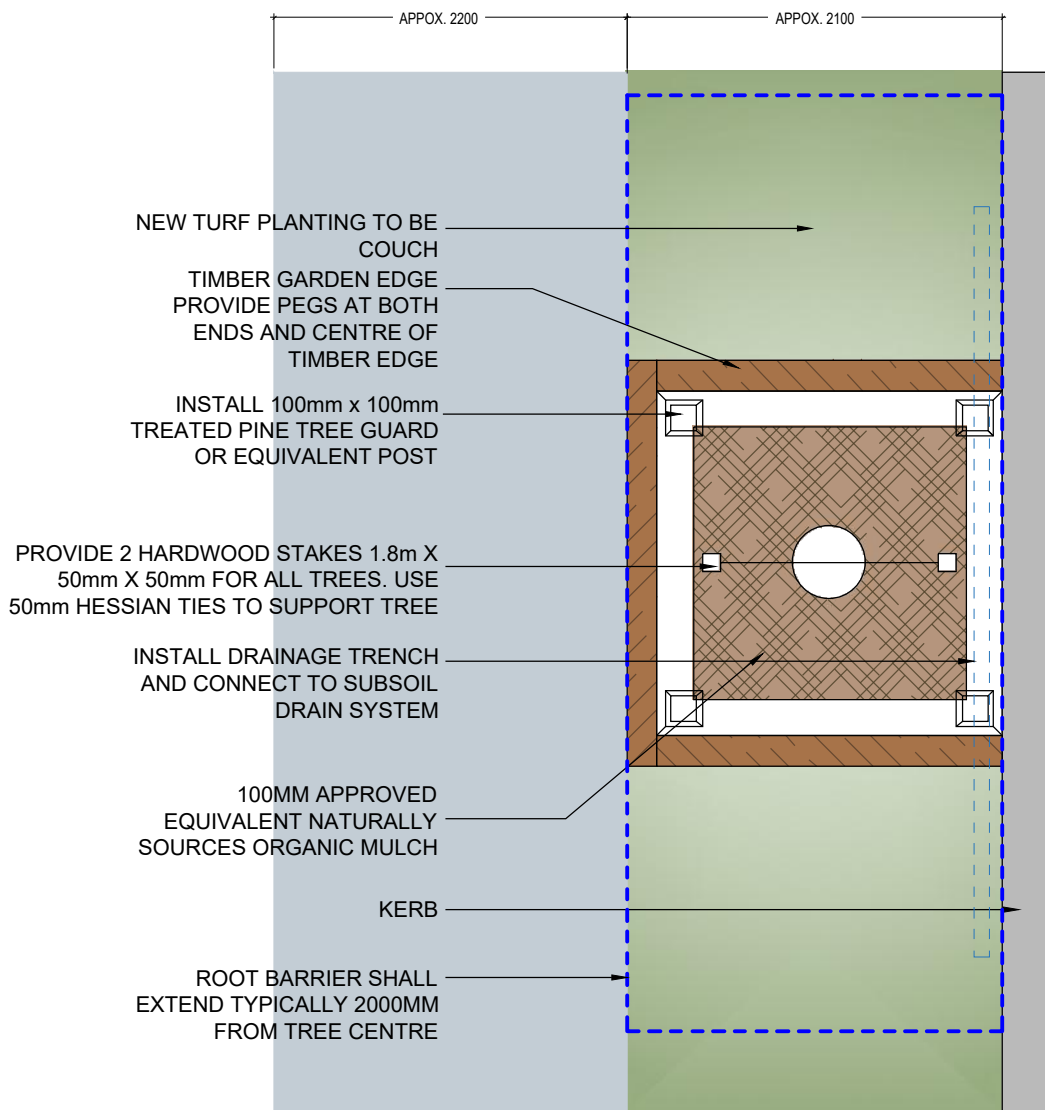 APPOX. 2200
APPOX. 2100
NEW TURF PLANTING TO BE
COUCH
TIMBER GARDEN EDGE
PROVIDE PEGS AT BOTH
ENDS AND CENTRE OF
TIMBER EDGE
INSTALL 100mm x 100mm
TREATED PINE TREE GUARD
OR EQUIVALENT POST
PROVIDE 2 HARDWOOD STAKES 1.8m X
50mm X 50mm FOR ALL TREES. USE
50mm HESSIAN TIES TO SUPPORT TREE
INSTALL DRAINAGE TRENCH
AND CONNECT TO SUBSOIL
DRAIN SYSTEM
100MM APPROVED
EQUIVALENT NATURALLY
SOURCES ORGANIC MULCH
KERB
ROOT BARRIER SHALL
EXTEND TYPICALLY 2000MM
FROM TREE CENTRE